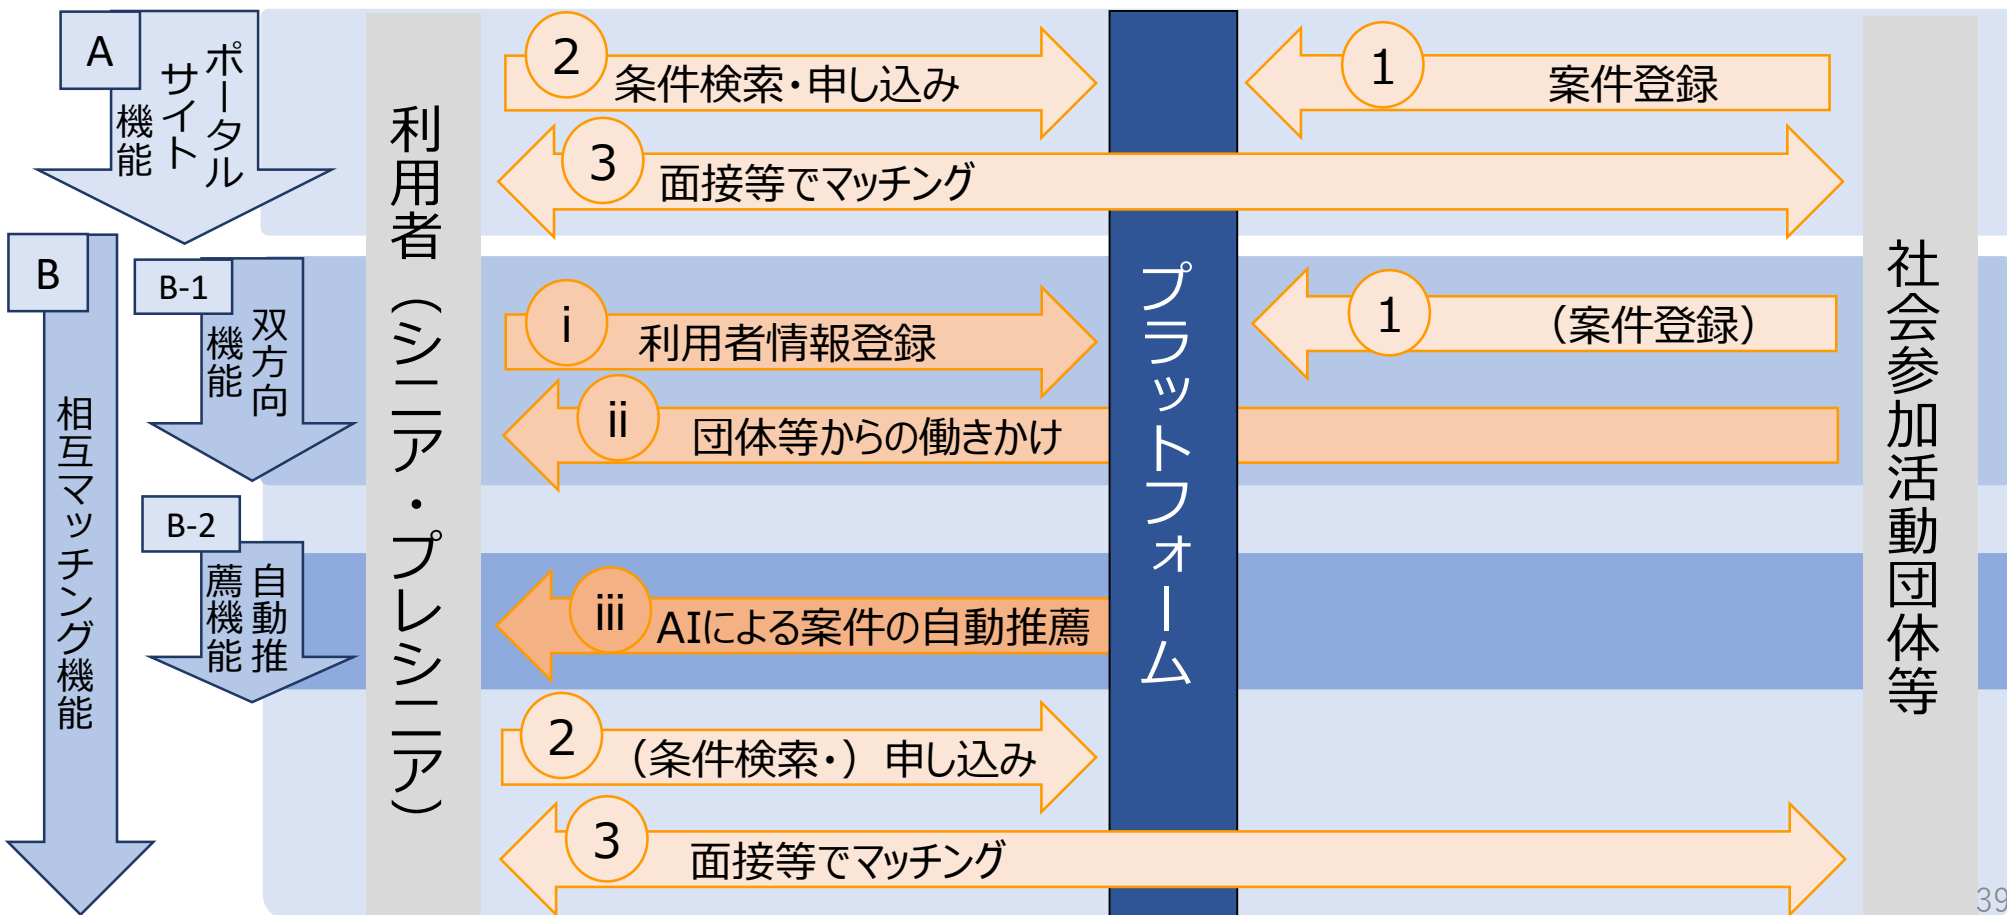 A
ポータル
サイト
機能
2
条件検索・申し込み
1
案件登録
3
面接等でマッチング
利用者（シニア・プレシニア）
プラットフォーム
社会参加活動団体等
B
相互マッチング機能
B-1
双方向
機能
i
利用者情報登録
1
（案件登録）
ii
団体等からの働きかけ
B-2
自動推
薦機能
iii
AIによる案件の自動推薦
2
（条件検索・）申し込み
3
面接等でマッチング
39